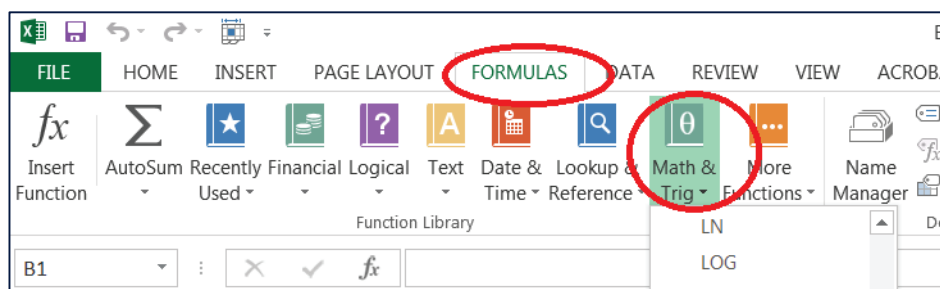 FILE HOME INSERT PAGE LAYOUT FORMULAS DATA REVIEW VIEW ACROB
fx Σ A ? θ
Insert AutoSum Recently Financial Logical Text Date & Lookup & Math & More Name
Function Used Time Reference Trig Functions Manager
Function Library
LN
B1 fx
LOG